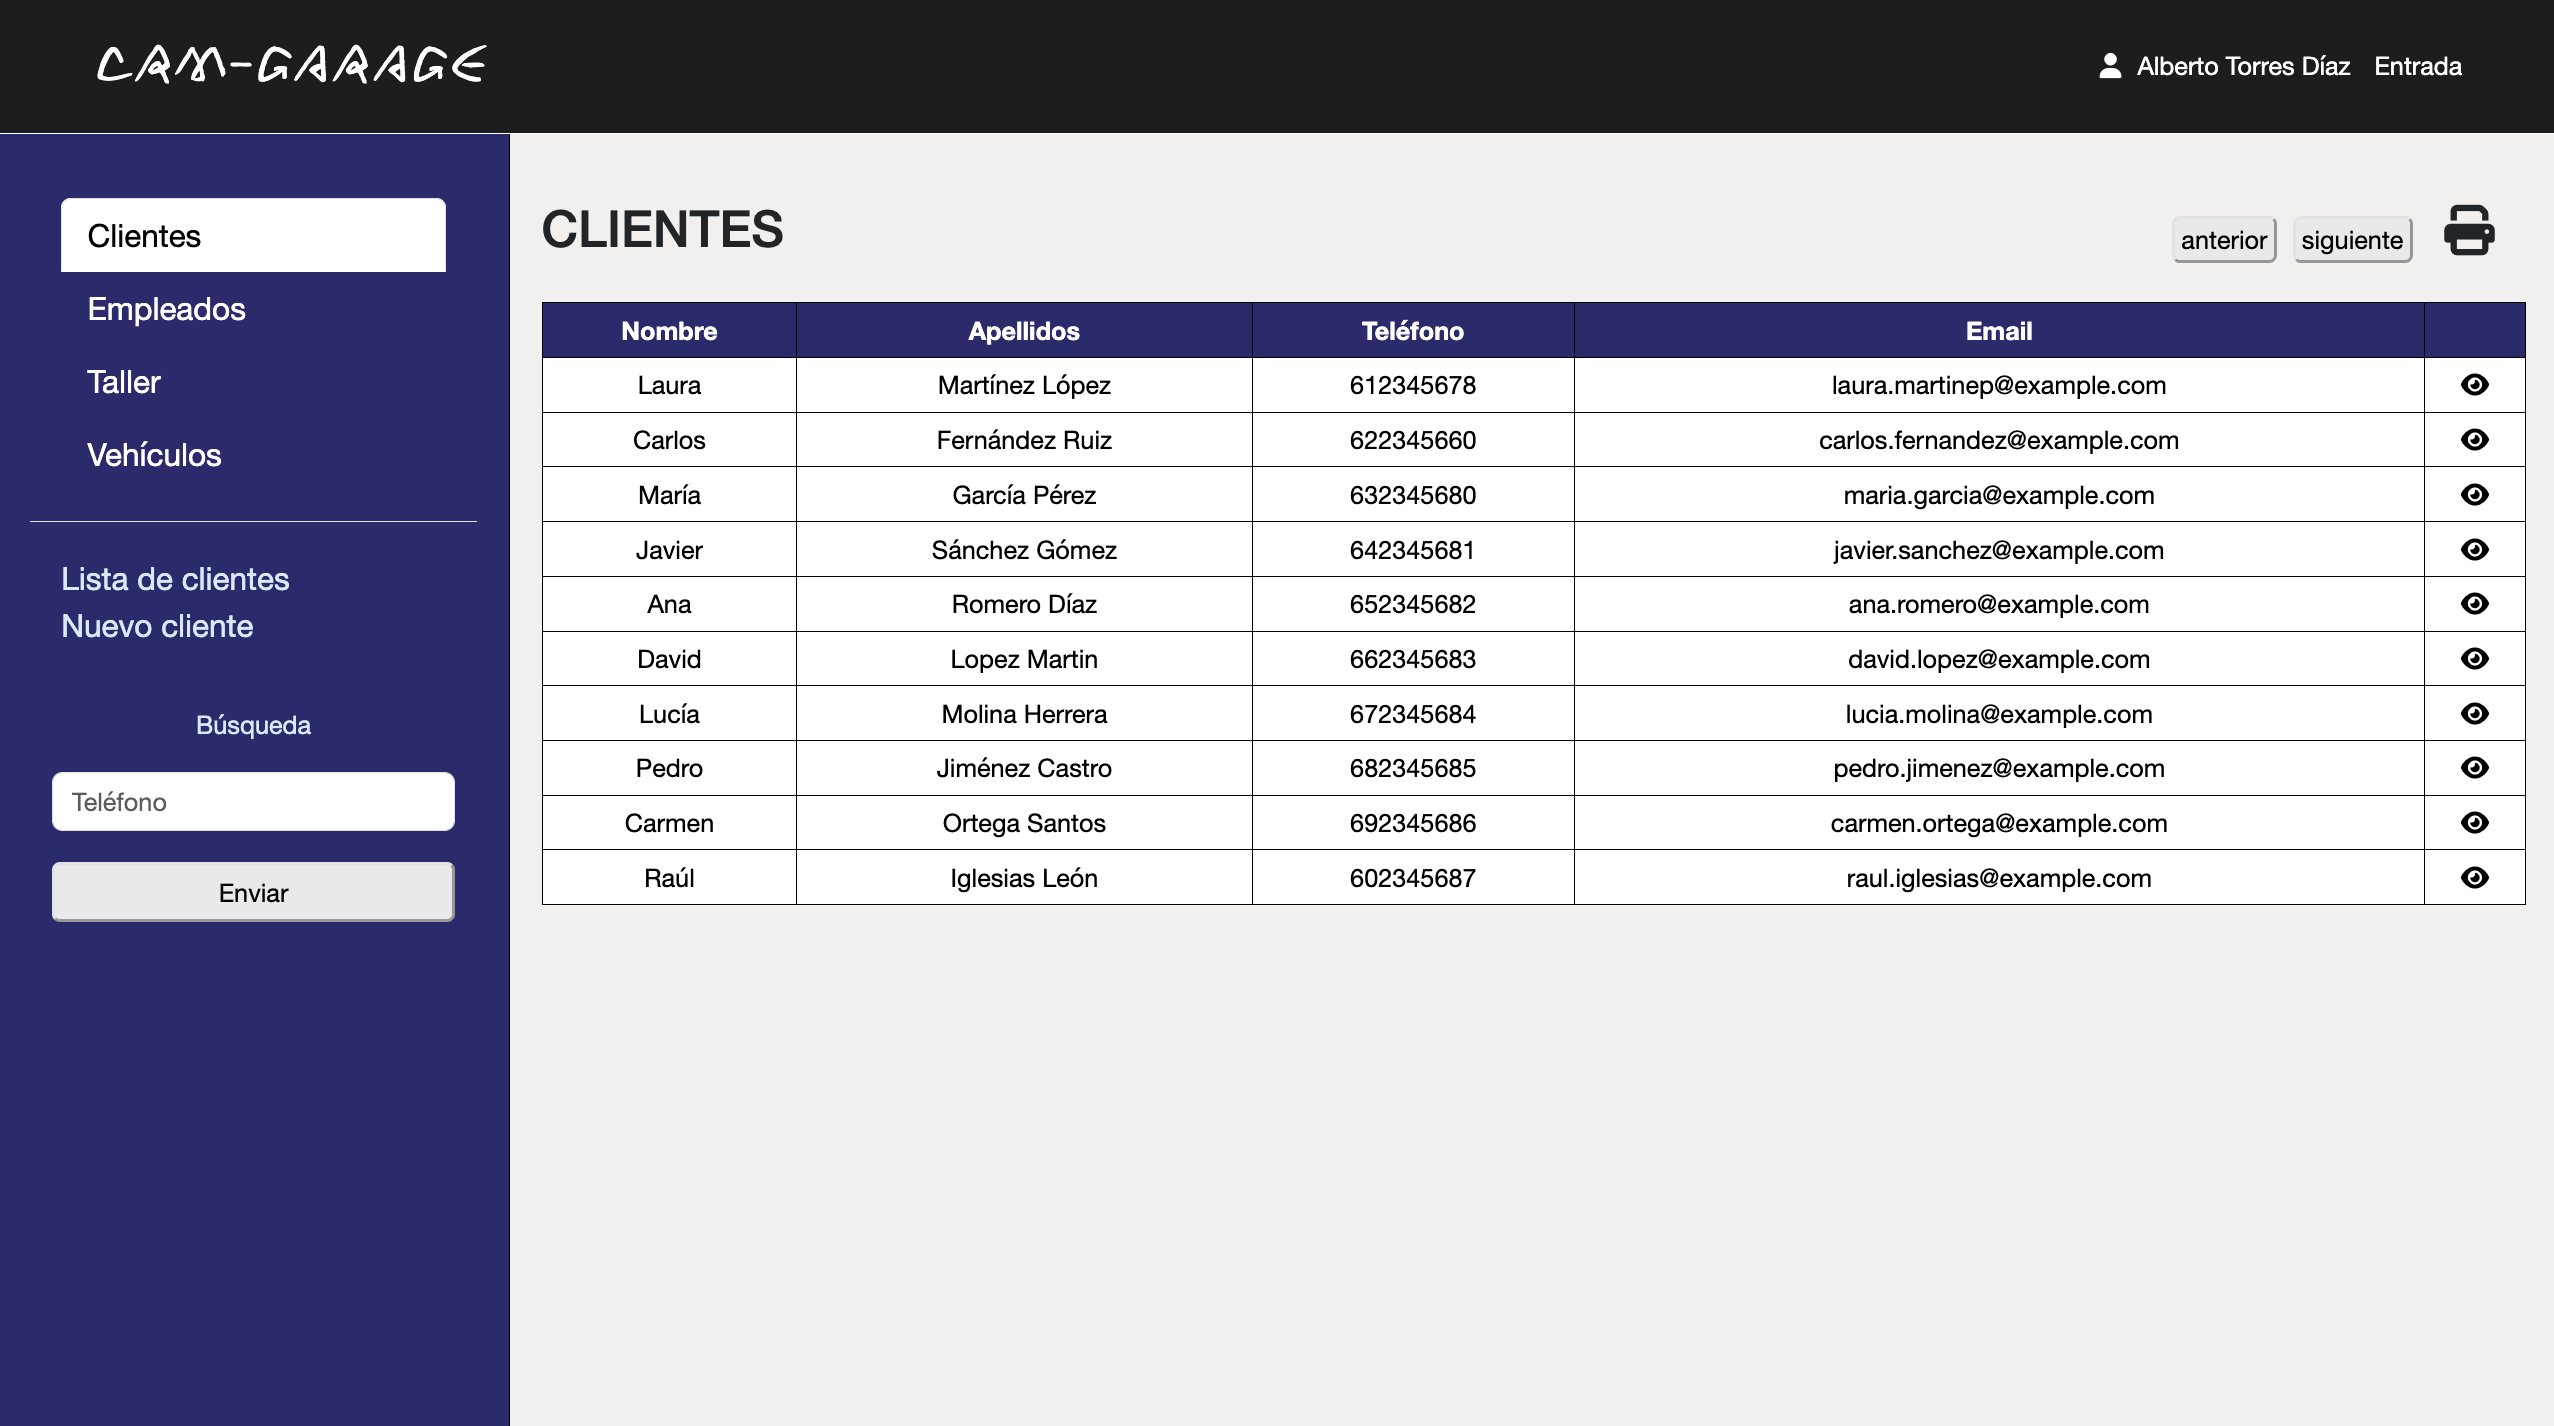 CAM-GARAGE
Alberto Torres Díaz Entrada
Clientes
Empleados
Taller
Vehículos
Lista de clientes
Nuevo cliente
Búsqueda
Teléfono
Enviar
CLIENTES
anterior siguiente
Nombre Apellidos Teléfono Email
Laura Martínez López 612345678 laura.martinep@example.com
Carlos Fernández Ruiz 622345660 carlos.fernandez@example.com
María García Pérez 632345680 maria.garcia@example.com
Javier Sánchez Gómez 642345681 javier.sanchez@example.com
Ana Romero Díaz 652345682 ana.romero@example.com
David Lopez Martin 662345683 david.lopez@example.com
Lucía Molina Herrera 672345684 lucia.molina@example.com
Pedro Jiménez Castro 682345685 pedro.jimenez@example.com
Carmen Ortega Santos 692345686 carmen.ortega@example.com
Raúl Iglesias León 602345687 raul.iglesias@example.com